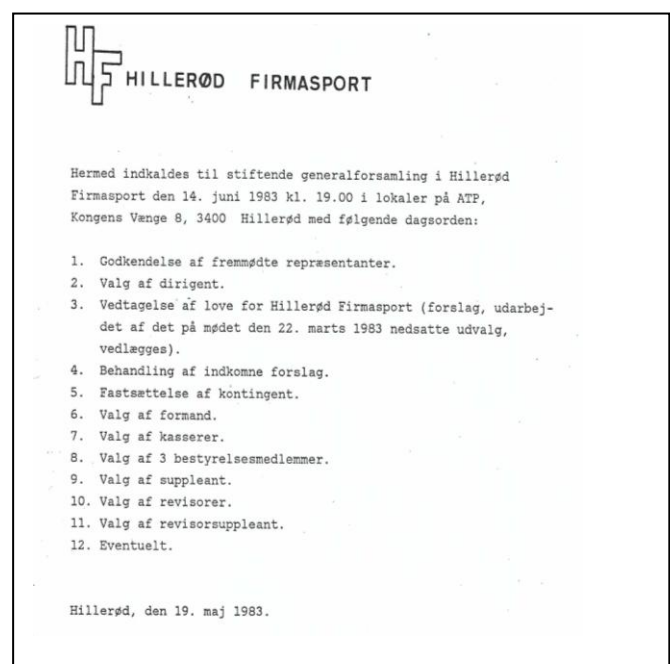 HF HILLERØD FIRMASPORT
Hermed indkaldes til stiftende generalforsamling i Hillerød
Firmasport den 14. juni 1983 kl. 19.00 i lokaler på ATP,
Kongens Vænge 8, 3400 Hillerød med følgende dagsorden:
1. Godkendelse af fremmødte repræsentanter.
2. Valg af dirigent.
3. Vedtagelse af love for Hillerød Firmasport (forslag, udarbej-
det af det på mødet den 22. marts 1983 nedsatte udvalg,
vedlægges).
4. Behandling af indkomne forslag.
5. Fastsættelse af kontingent.
6. Valg af formand.
7. Valg af kasserer.
8. Valg af 3 bestyrelsesmedlemmer.
9. Valg af suppleant.
10. Valg af revisorer.
11. Valg af revisorsuppleant.
12. Eventuelt.
Hillerød, den 19. maj 1983.